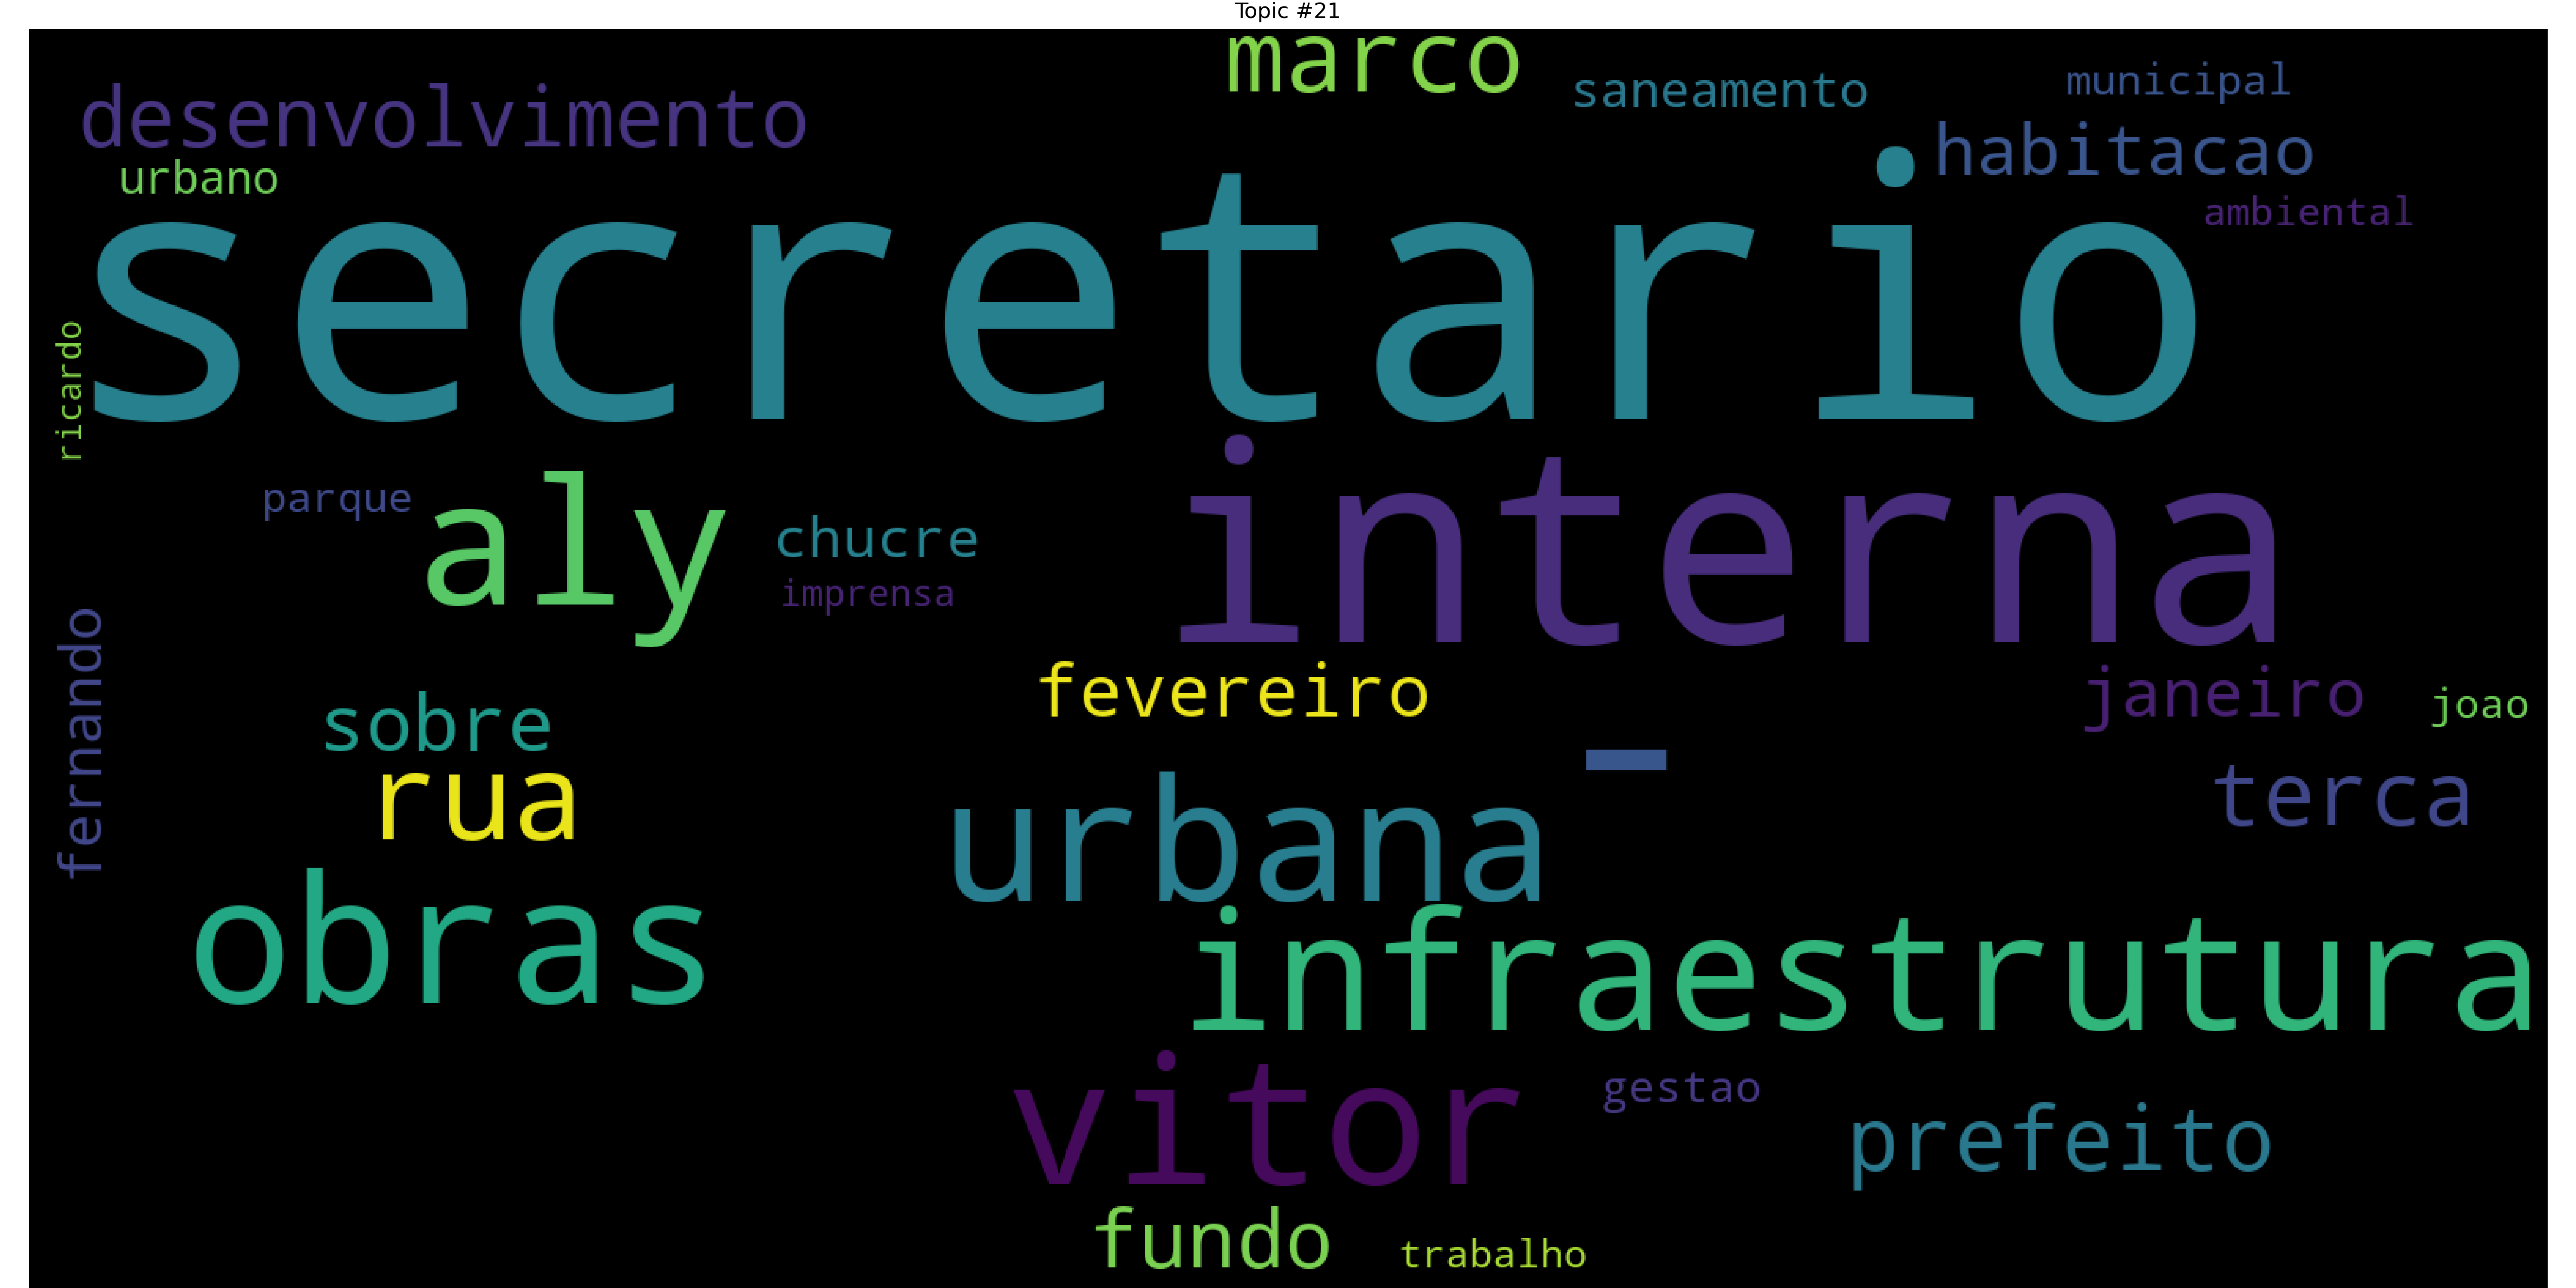 Topic #21
marco
saneamento
municipal
desenvolvimento
habitacao
urbano
ambiental
secretario
ricardo
interna
parque
aly
chucre
imprensa
fernando
fevereiro
janeiro
joao
sobre
–
rua
urbana
terca
obras
infraestrutura
vitor
gestao
prefeito
fundo
trabalho